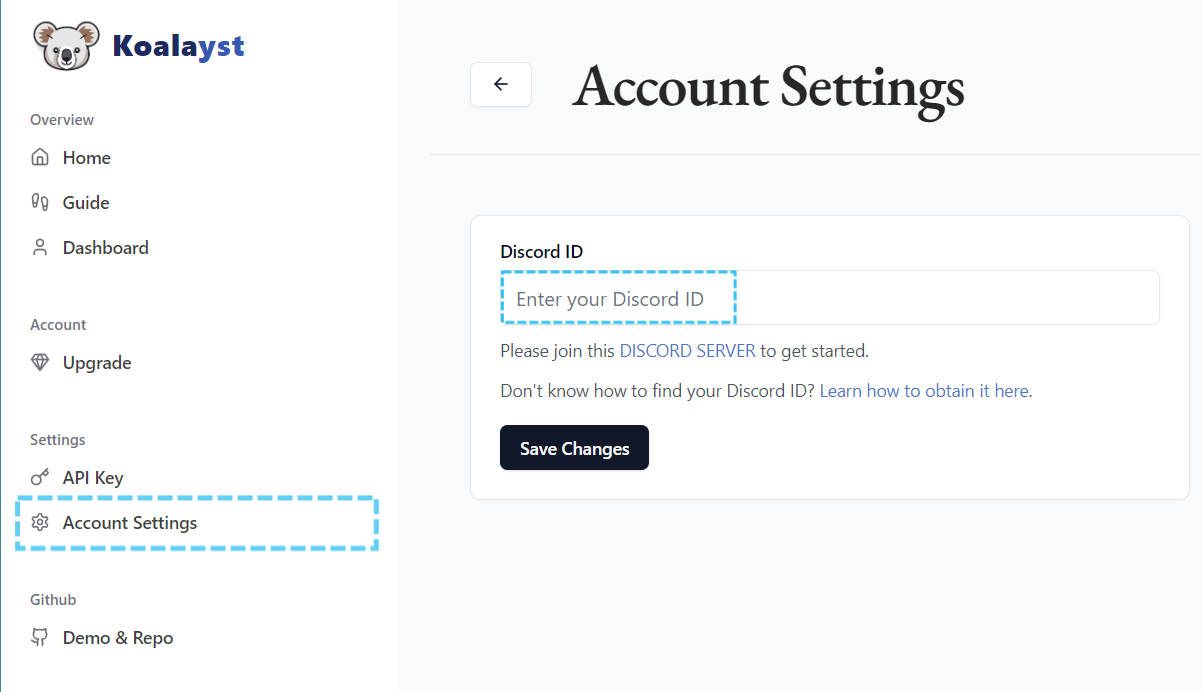 Koalayst
Overview
Home
Guide
Dashboard
Account
Upgrade
Settings
API Key
Account Settings
Github
Demo & Repo
Account Settings
Discord ID
Enter your Discord ID
Please join this DISCORD SERVER to get started.
Don't know how to find your Discord ID? Learn how to obtain it here.
Save Changes